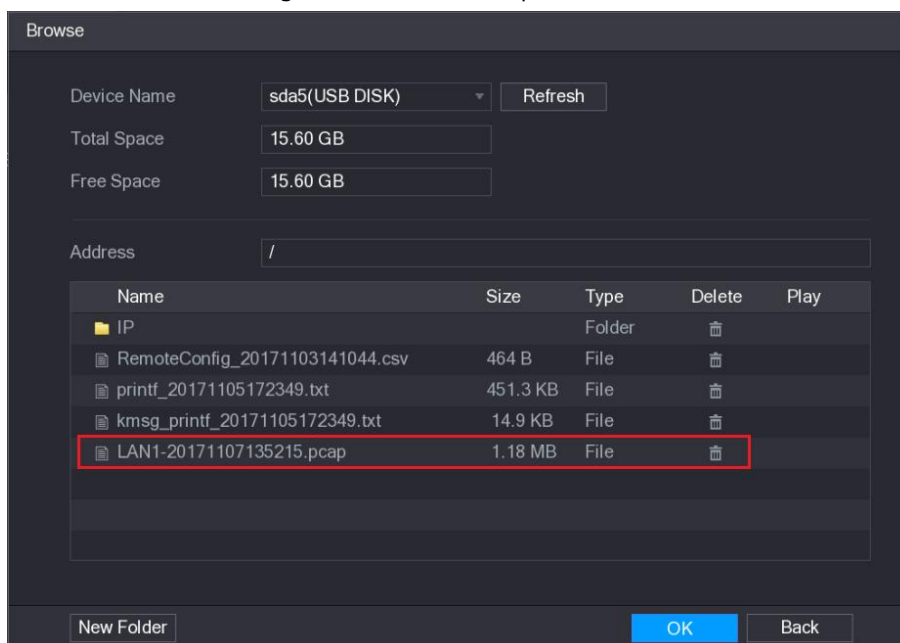 Browse
Device Name sda5(USB DISK) Refresh
Total Space 15.60 GB
Free Space 15.60 GB
Address /
Name Size Type Delete Play
IP Folder
RemoteConfig_20171103141044.csv 464 B File
printf_20171105172349.txt 451.3 KB File
kmsg_printf_20171105172349.txt 14.9 KB File
LAN1-20171107135215.pcap 1.18 MB File
New Folder OK Back